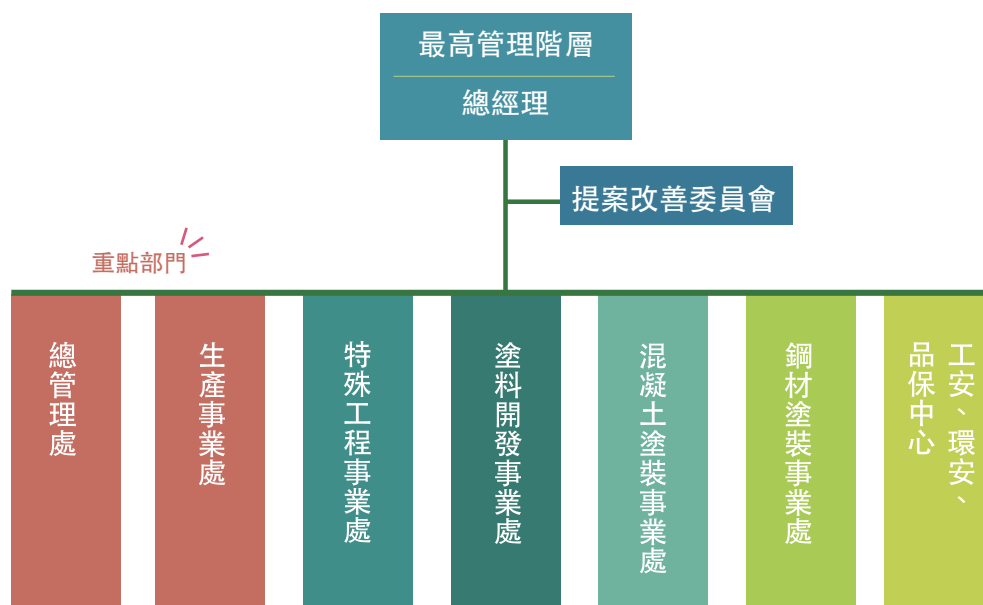 最高管理階層
總經理
提案改善委員會
重點部門
總管理處
生產事業處
特殊工程事業處
塗料開發事業處
混凝土塗裝事業處
鋼材塗裝事業處
工安、環安、
品保中心